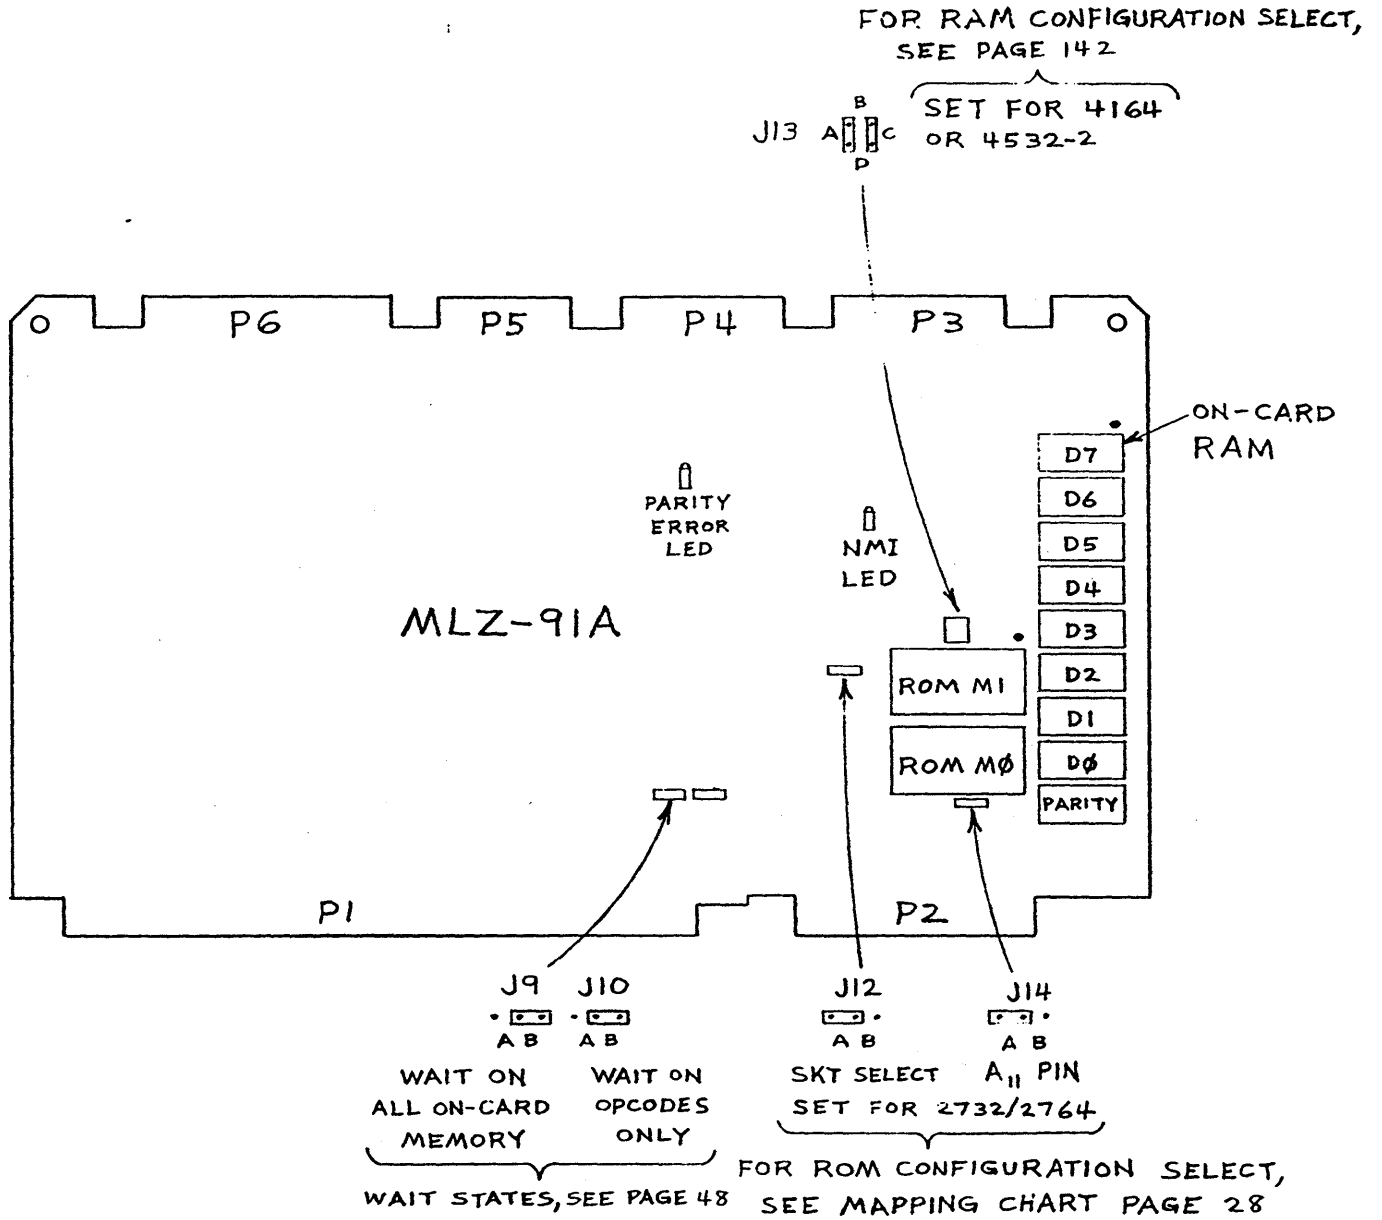 FOR RAM CONFIGURATION SELECT,
SEE PAGE 142
SET FOR 4164
OR 4532-2
J13
B
A
C
D
P6
P5
P4
P3
ON-CARD
RAM
D7
D6
D5
D4
D3
D2
D1
DØ
PARITY
PARITY
ERROR
LED
NMI
LED
MLZ-91A
ROM M1
ROM MØ
P1
P2
J9
A B
WAIT ON
ALL ON-CARD
MEMORY
J10
A B
WAIT ON
OPCODES
ONLY
WAIT STATES, SEE PAGE 48
J12
A B
SKT SELECT
J14
A B
A11 PIN
SET FOR 2732/2764
FOR ROM CONFIGURATION SELECT,
SEE MAPPING CHART PAGE 28